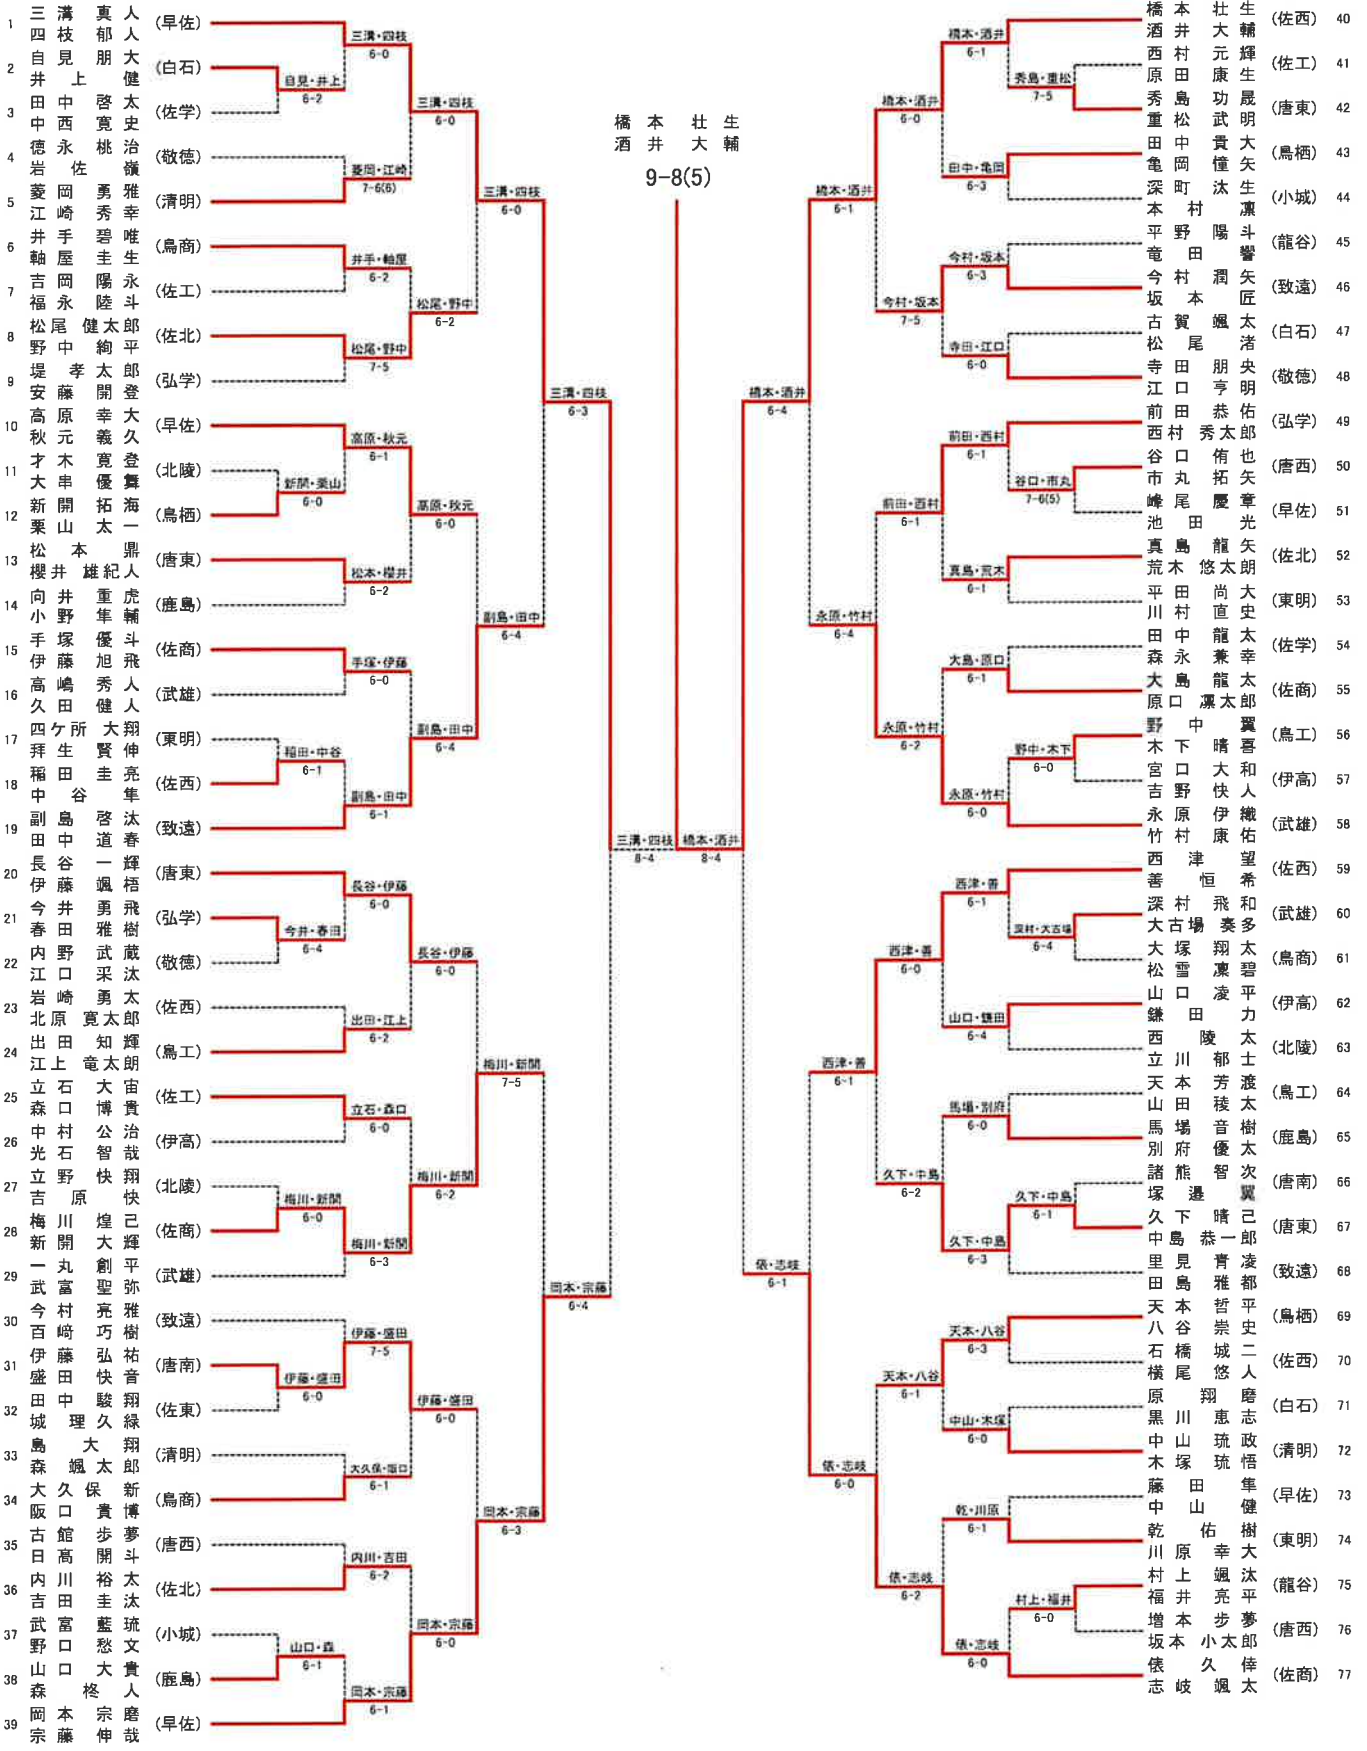 橋本 壮生
酒井 大輔
9-8(5)
1 三溝 真人 四枝 郁人 (早佐)
2 自見 朋大 井上 健 (白石)
3 田中 啓太 中西 寛史 (佐学)
4 徳永 桃治 岩佐 嶺 (敬徳)
5 菱岡 勇雅 江崎 秀幸 (清明)
6 井手 碧唯 軸屋 圭生 (鳥商)
7 吉岡 陽永 福永 陸斗 (佐工)
8 松尾 健太郎 野中 絢平 (佐北)
9 堤 孝太郎 安藤 開登 (弘学)
10 高原 幸大 秋元 義久 (早佐)
11 才木 寛登 大串 優舞 (北陵)
12 新開 拓海 栗山 太一 (鳥栖)
13 松本 鼎 櫻井 雄紀人 (唐東)
14 向井 重虎 小野 隼輔 (鹿島)
15 手塚 優斗 伊藤 旭飛 (佐商)
16 高嶋 秀人 久田 健人 (武雄)
17 四ケ所 大翔 拝生 賢伸 (東明)
18 稲田 圭亮 中谷 隼 (佐西)
19 副島 啓汰 田中 道春 (致遠)
20 長谷 一輝 伊藤 颯梧 (唐東)
21 今井 勇飛 春田 雅樹 (弘学)
22 内野 武蔵 江口 采汰 (敬徳)
23 岩崎 勇太 北原 寛太郎 (佐西)
24 出田 知輝 江上 竜太朗 (鳥工)
25 立石 大宙 森口 博貴 (佐工)
26 中村 公治 光石 智哉 (伊高)
27 立野 快翔 吉原 快 (北陵)
28 梅川 煌己 新開 大輝 (佐商)
29 一丸 創平 武富 聖弥 (武雄)
30 今村 亮雅 百﨑 巧樹 (致遠)
31 伊藤 弘祐 盛田 快音 (唐南)
32 田中 駿翔 城 理久緑 (佐東)
33 島 大翔 森 颯太郎 (清明)
34 大久保 新 阪口 貴博 (鳥商)
35 古館 歩夢 日髙 開斗 (唐西)
36 内川 裕太 吉田 圭汰 (佐北)
37 武富 藍琉 野口 愁文 (小城)
38 山口 大貴 森 柊人 (鹿島)
39 岡本 宗磨 宗藤 伸哉 (早佐)
三溝・四枝 6-0
自見・井上 6-2
三溝・四枝 6-0
菱岡・江崎 7-6(6)
三溝・四枝 6-0
井手・軸屋 6-2
松尾・野中 6-2
松尾・野中 7-5
三溝・四枝 6-3
高原・秋元 6-1
新開・栗山 6-0
高原・秋元 6-0
松本・櫻井 6-2
副島・田中 6-4
手塚・伊藤 6-0
副島・田中 6-4
稲田・中谷 6-1
副島・田中 6-1
三溝・四枝 8-4
長谷・伊藤 6-0
今井・春田 6-4
長谷・伊藤 6-0
出田・江上 6-2
梅川・新開 7-5
立石・森口 6-0
梅川・新開 6-2
梅川・新開 6-0
梅川・新開 6-3
岡本・宗藤 6-4
伊藤・盛田 7-5
伊藤・盛田 6-0
伊藤・盛田 6-0
大久保・阪口 6-1
岡本・宗藤 6-3
内川・吉田 6-2
岡本・宗藤 6-0
山口・森 6-1
岡本・宗藤 6-1
橋本・酒井 6-1
秀島・重松 7-5
橋本・酒井 6-0
田中・亀岡 6-3
橋本・酒井 6-1
今村・坂本 6-3
今村・坂本 7-5
寺田・江口 6-0
橋本・酒井 6-4
前田・西村 6-1
谷口・市丸 7-6(5)
前田・西村 6-1
真島・荒木 6-1
永原・竹村 6-4
大島・原口 6-1
永原・竹村 6-2
野中・木下 6-0
永原・竹村 6-0
橋本・酒井 8-4
西津・善 6-1
深村・大古場 6-4
西津・善 6-0
山口・鎌田 6-4
西津・善 6-1
馬場・別府 6-0
久下・中島 6-2
久下・中島 6-1
久下・中島 6-3
俵・志岐 6-1
天本・八谷 6-3
天本・八谷 6-1
中山・木塚 6-0
俵・志岐 6-0
乾・川原 6-1
俵・志岐 6-2
村上・福井 6-0
俵・志岐 6-0
橋本 壮生 酒井 大輔 (佐西) 40
西村 元輝 原田 康生 (佐工) 41
秀島 功晟 重松 武明 (唐東) 42
田中 貴大 亀岡 憧矢 (鳥栖) 43
深町 汰生 本村 凛 (小城) 44
平野 陽斗 竜田 響 (龍谷) 45
今村 潤矢 坂本 匠 (致遠) 46
古賀 颯太 松尾 渚 (白石) 47
寺田 朋央 江口 亨明 (敬徳) 48
前田 恭佑 西村 秀太郎 (弘学) 49
谷口 侑也 市丸 拓矢 (唐西) 50
峰尾 慶章 池田 光 (早佐) 51
真島 龍矢 荒木 悠太朗 (佐北) 52
平田 尚大 川村 直史 (東明) 53
田中 龍太 森永 兼幸 (佐学) 54
大島 龍太 原口 凛太郎 (佐商) 55
野中 翼 木下 晴喜 (鳥工) 56
宮口 大和 吉野 快人 (伊高) 57
永原 伊織 竹村 康佑 (武雄) 58
西津 望 善 恒希 (佐西) 59
深村 飛和 大古場 奏多 (武雄) 60
大塚 翔太 松雪 凛碧 (鳥商) 61
山口 凌平 鎌田 力 (伊高) 62
西 陵太 立川 郁士 (北陵) 63
天本 芳渡 山田 稜太 (鳥工) 64
馬場 音樹 別府 優太 (鹿島) 65
諸熊 智次 塚邊 翼 (唐南) 66
久下 晴己 中島 恭一郎 (唐東) 67
里見 青凌 田島 雅都 (致遠) 68
天本 哲平 八谷 崇史 (鳥栖) 69
石橋 城二 横尾 悠人 (佐西) 70
原 翔磨 黒川 恵志 (白石) 71
中山 琉政 木塚 琉悟 (清明) 72
藤田 隼 中山 健 (早佐) 73
乾 佑樹 川原 幸大 (東明) 74
村上 颯汰 福井 亮平 (龍谷) 75
増本 歩夢 坂本 小太郎 (唐西) 76
俵 久倖 志岐 颯太 (佐商) 77